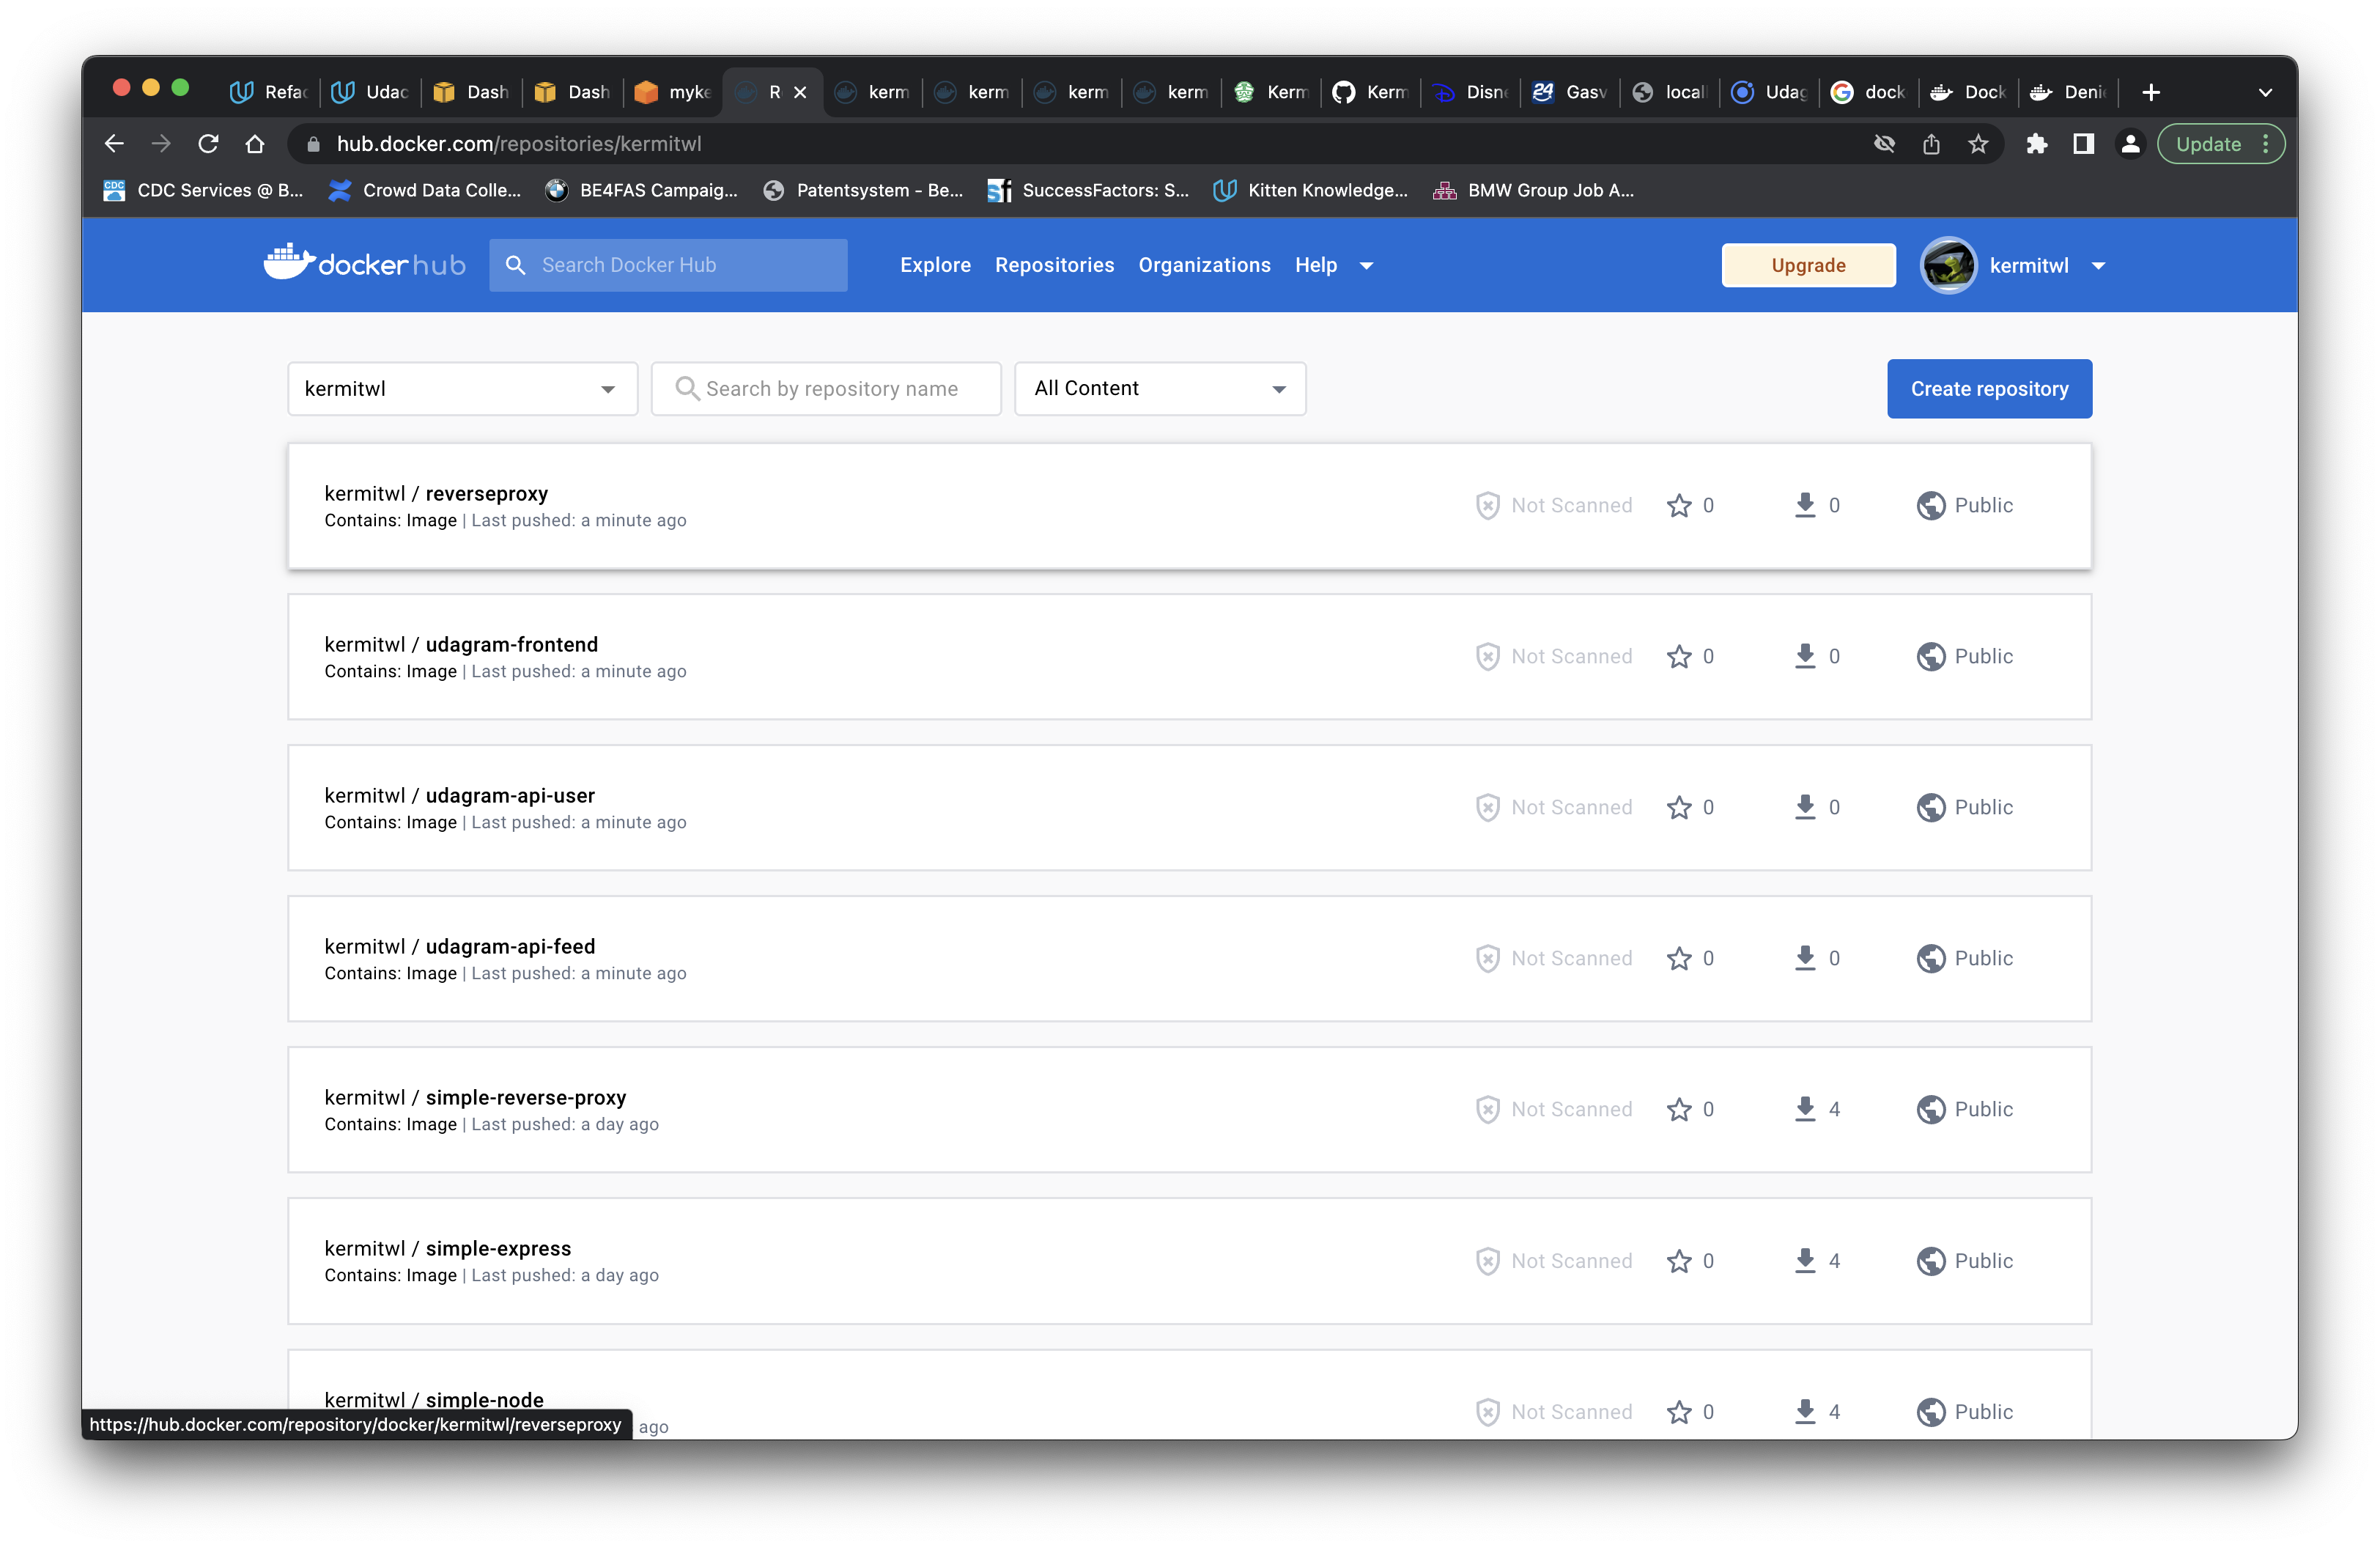 Refac Udac Dash Dash myke R kerm kerm kerm kerm Kerm Kerm Disn Gasv local Udag dock Dock Deni
hub.docker.com/repositories/kermitwl Update
CDC Services @ B... Crowd Data Colle... BE4FAS Campaig... Patentsystem - Be... SuccessFactors: S... Kitten Knowledge... BMW Group Job A...
docker hub Search Docker Hub Explore Repositories Organizations Help Upgrade kermitwl
kermitwl Search by repository name All Content Create repository
kermitwl / reverseproxy
Contains: Image | Last pushed: a minute ago
Not Scanned 0 0 Public
kermitwl / udagram-frontend
Contains: Image | Last pushed: a minute ago
Not Scanned 0 0 Public
kermitwl / udagram-api-user
Contains: Image | Last pushed: a minute ago
Not Scanned 0 0 Public
kermitwl / udagram-api-feed
Contains: Image | Last pushed: a minute ago
Not Scanned 0 0 Public
kermitwl / simple-reverse-proxy
Contains: Image | Last pushed: a day ago
Not Scanned 0 4 Public
kermitwl / simple-express
Contains: Image | Last pushed: a day ago
Not Scanned 0 4 Public
kermitwl / simple-node
ago
Not Scanned 0 4 Public
https://hub.docker.com/repository/docker/kermitwl/reverseproxy